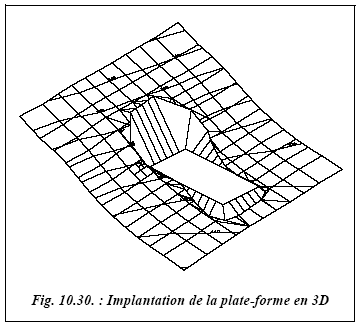 Fig. 10.30. : Implantation de la plate-forme en 3D